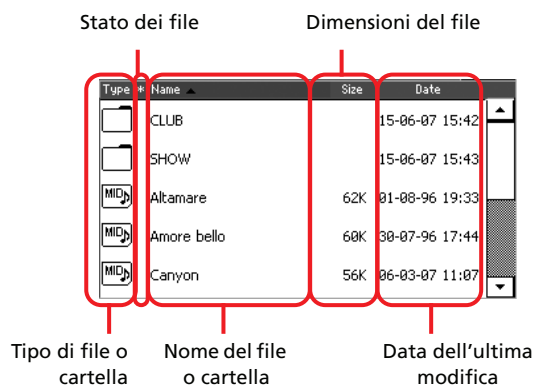 Stato dei file
Dimensioni del file
Type * Name Size Date
CLUB 15-06-07 15:42
SHOW 15-06-07 15:43
MID Altamare 62K 01-08-96 19:33
MID Amore bello 60K 30-07-96 17:44
MID Canyon 56K 06-03-07 11:07
Tipo di file o
cartella
Nome del file
o cartella
Data dell'ultima
modifica